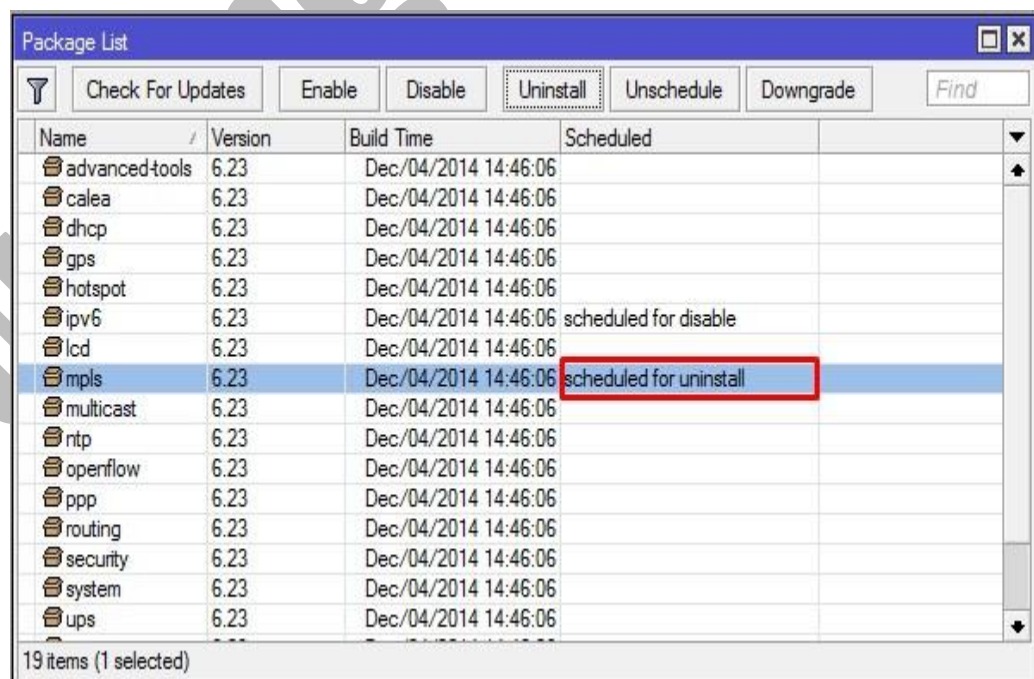 Package List
Check For Updates Enable Disable Uninstall Unschedule Downgrade Find
Name Version Build Time Scheduled
advanced-tools 6.23 Dec/04/2014 14:46:06
calea 6.23 Dec/04/2014 14:46:06
dhcp 6.23 Dec/04/2014 14:46:06
gps 6.23 Dec/04/2014 14:46:06
hotspot 6.23 Dec/04/2014 14:46:06
ipv6 6.23 Dec/04/2014 14:46:06 scheduled for disable
lcd 6.23 Dec/04/2014 14:46:06
mpls 6.23 Dec/04/2014 14:46:06 scheduled for uninstall
multicast 6.23 Dec/04/2014 14:46:06
ntp 6.23 Dec/04/2014 14:46:06
openflow 6.23 Dec/04/2014 14:46:06
ppp 6.23 Dec/04/2014 14:46:06
routing 6.23 Dec/04/2014 14:46:06
security 6.23 Dec/04/2014 14:46:06
system 6.23 Dec/04/2014 14:46:06
ups 6.23 Dec/04/2014 14:46:06
19 items (1 selected)